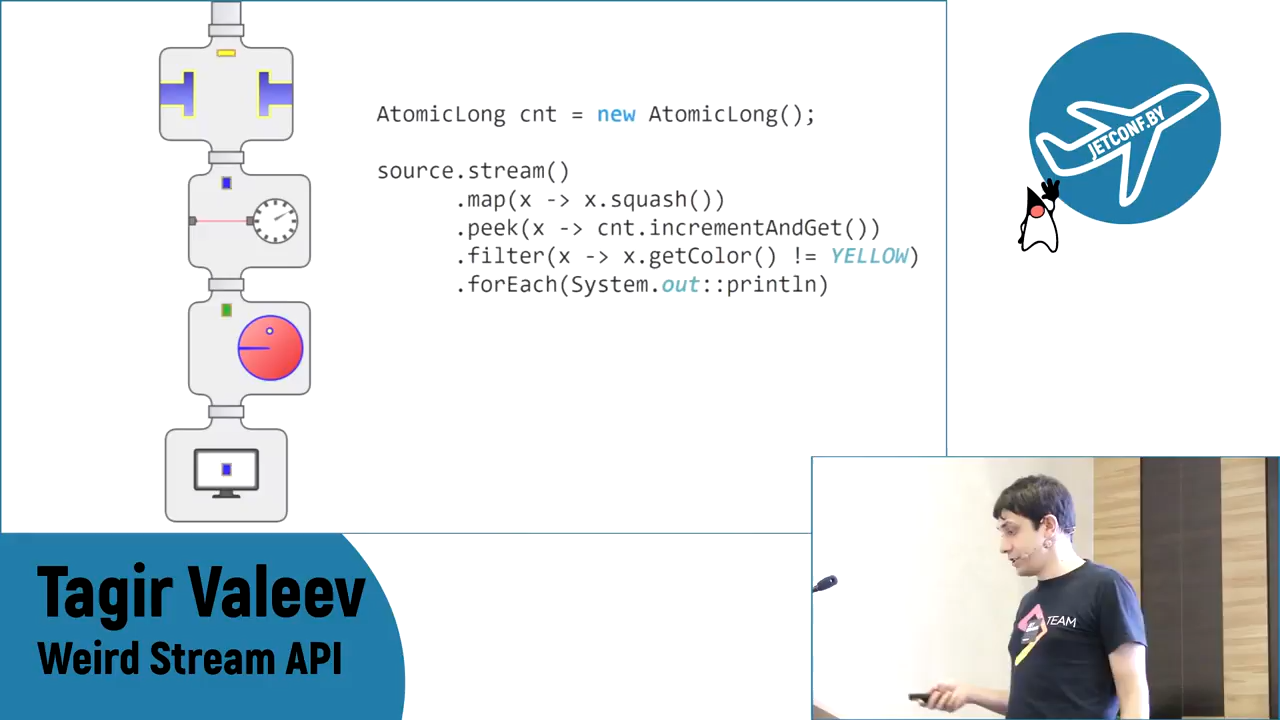 AtomicLong cnt = new AtomicLong();
source.stream()
.map(x -> x.squash())
.peek(x -> cnt.incrementAndGet())
.filter(x -> x.getColor() != YELLOW)
.forEach(System.out::println)
JETCONF.BY
Tagir Valeev
Weird Stream API
TEAM